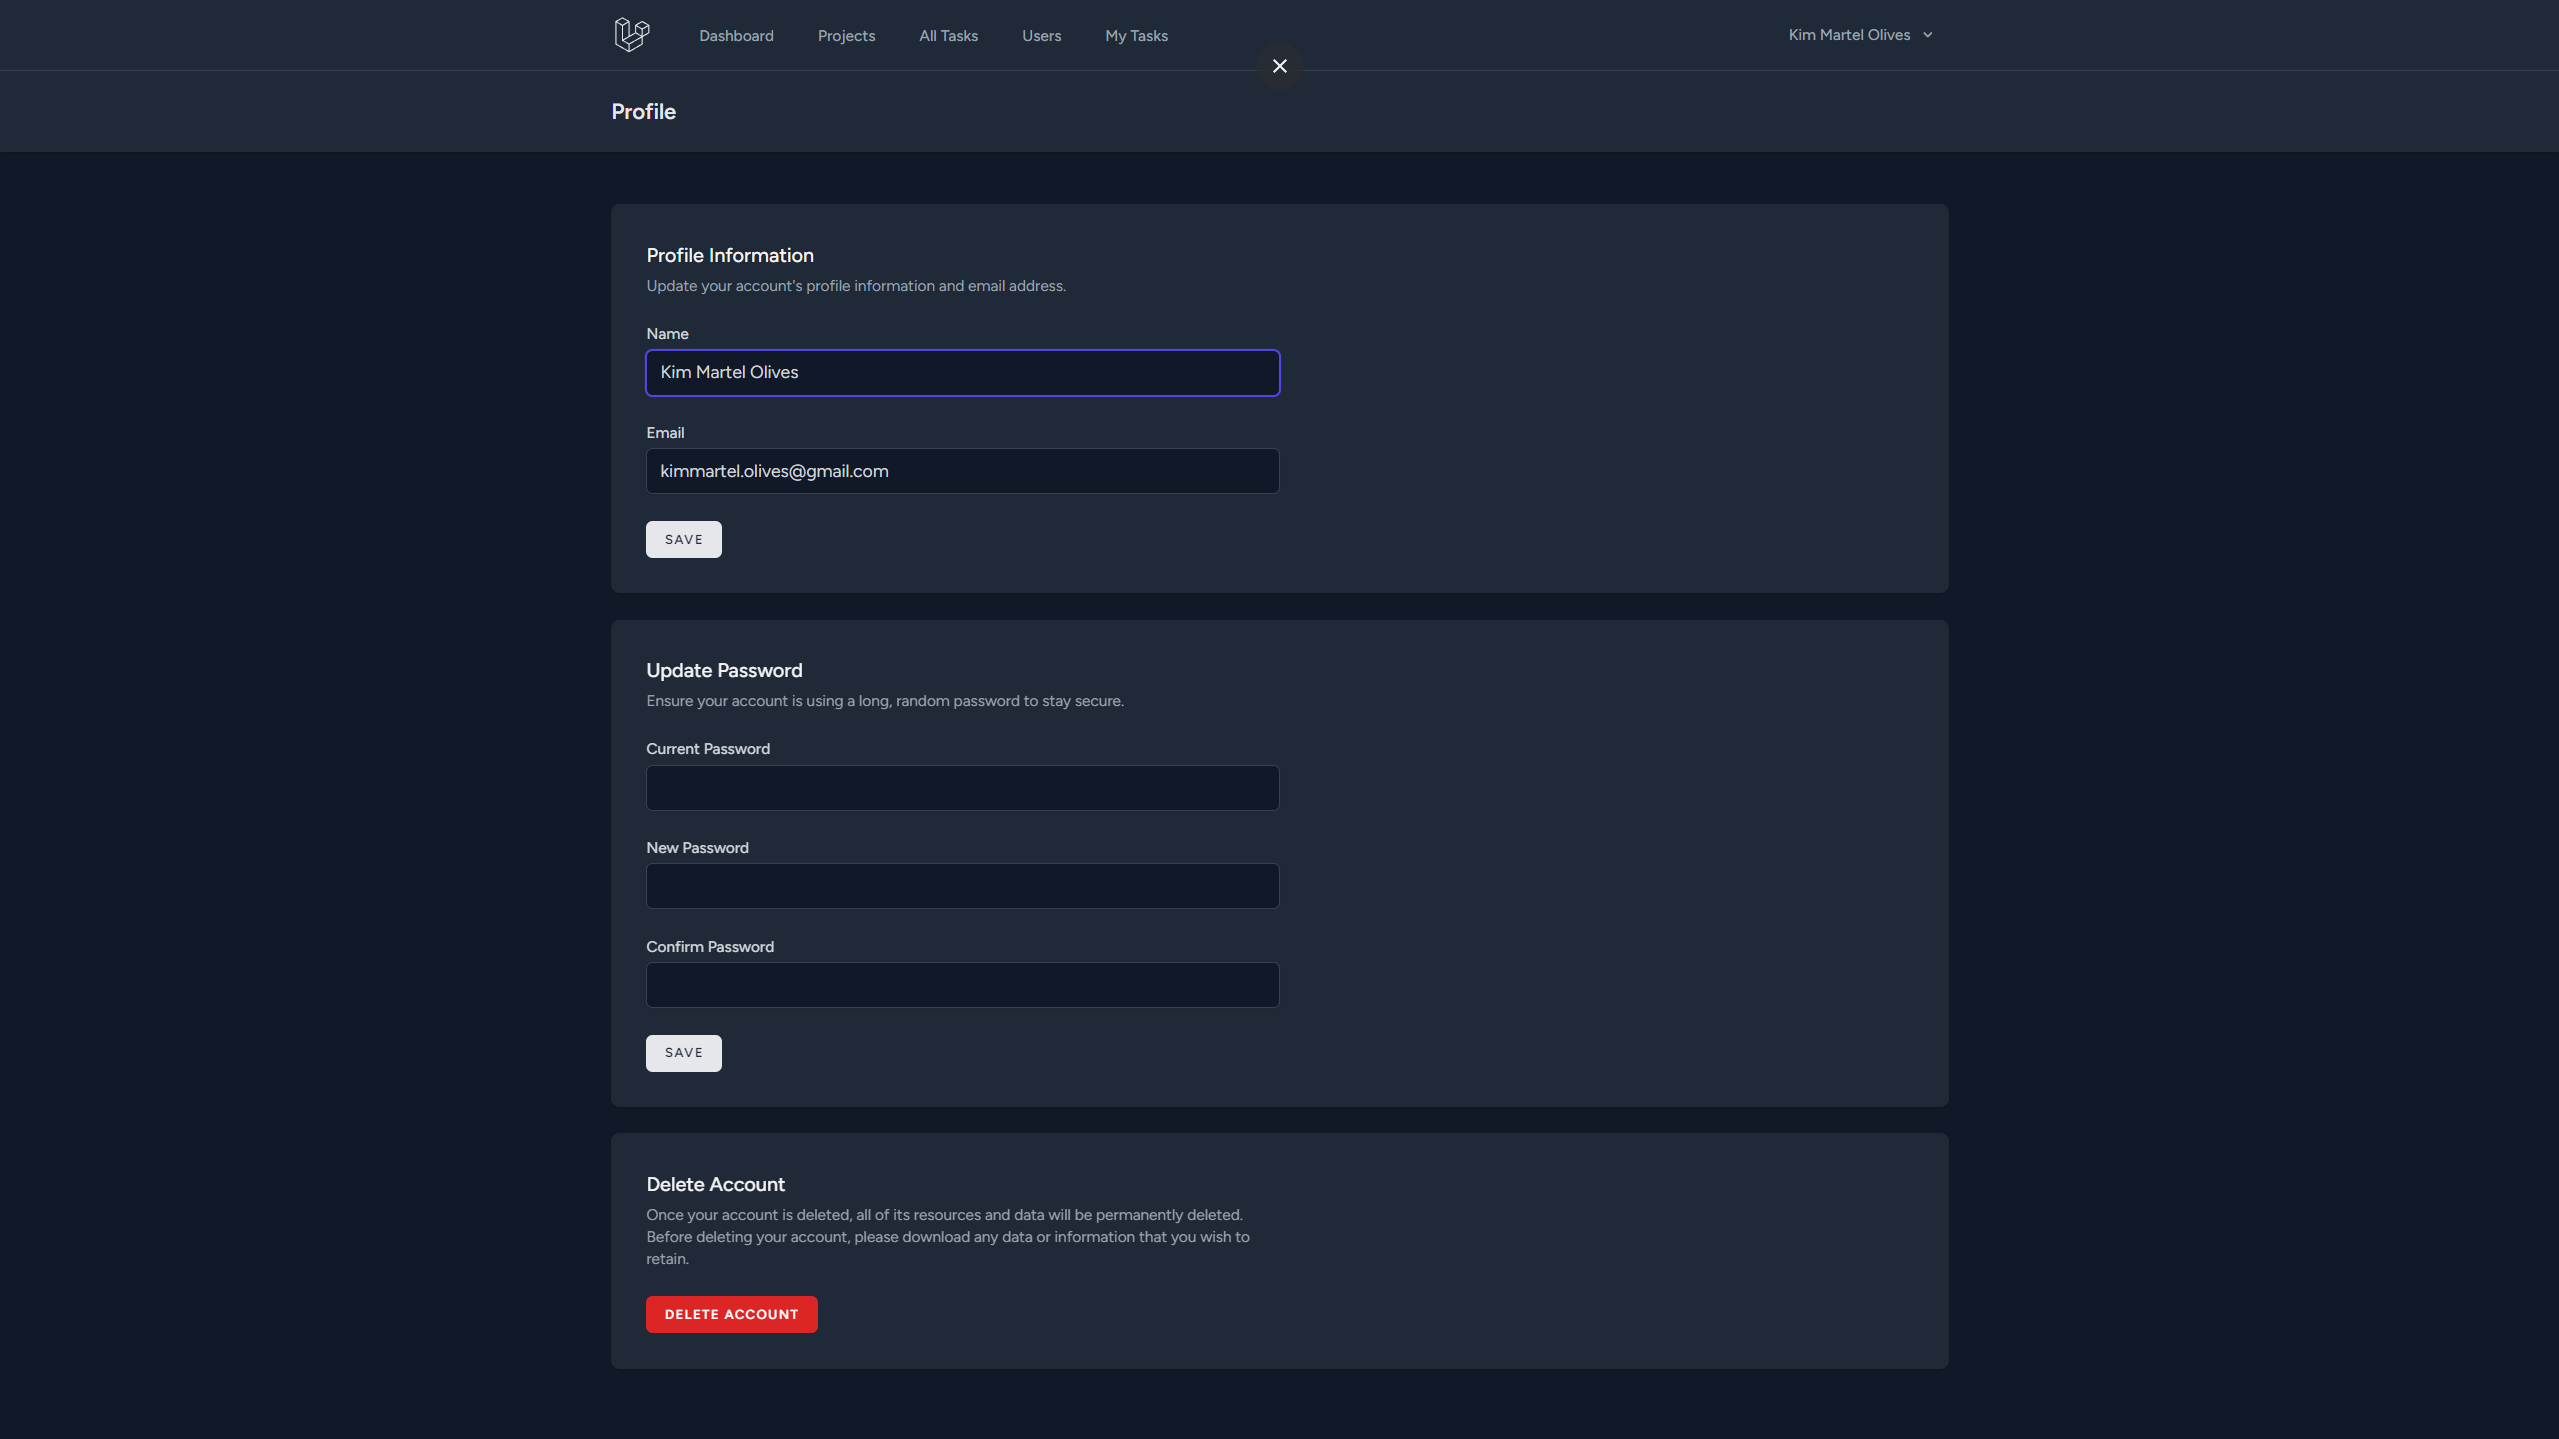 Dashboard Projects All Tasks Users My Tasks Kim Martel Olives
Profile
Profile Information
Update your account's profile information and email address.
Name
Kim Martel Olives
Email
kimmartel.olives@gmail.com
SAVE
Update Password
Ensure your account is using a long, random password to stay secure.
Current Password
New Password
Confirm Password
SAVE
Delete Account
Once your account is deleted, all of its resources and data will be permanently deleted.
Before deleting your account, please download any data or information that you wish to
retain.
DELETE ACCOUNT